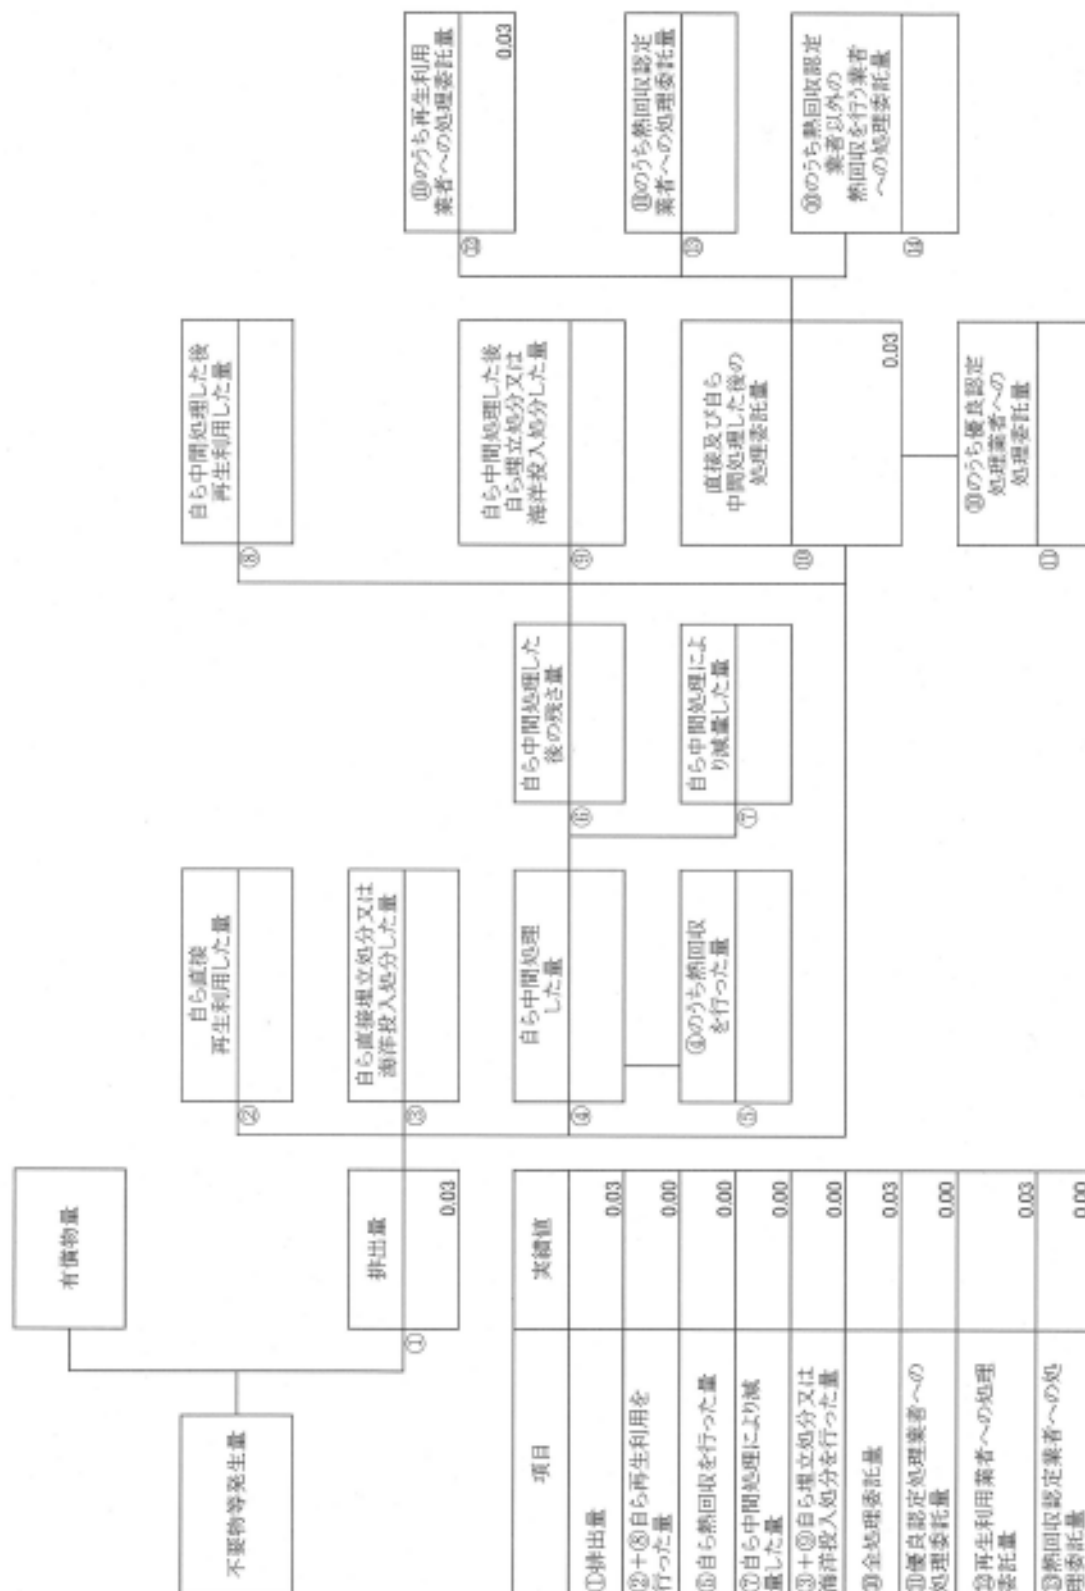 有償物量
不要物等発生量
排出量
①
0.03
自ら直接
再生利用した量
②
自ら直接埋立処分又は
海洋投入処分した量
③
自ら中間処理
した量
④
④のうち熱回収
を行った量
⑤
自ら中間処理した
後の残さ量
⑥
自ら中間処理によ
り減量した量
⑦
自ら中間処理した後
再生利用した量
⑧
自ら中間処理した後
自ら埋立処分又は
海洋投入処分した量
⑨
直接及び自ら
中間処理した後の
処理委託量
⑩
0.03
⑩のうち優良認定
処理業者への
処理委託量
⑪
⑩のうち再生利用
業者への処理委託量
⑫
0.03
⑩のうち熱回収認定
業者への処理委託量
⑬
⑩のうち熱回収認定
業者以外の
熱回収を行う業者
への処理委託量
⑭
項目
実績値
①排出量
0.03
②+⑧自ら再生利用を
行った量
0.00
⑤自ら熱回収を行った量
0.00
⑦自ら中間処理により減
量した量
0.00
③+⑨自ら埋立処分又は
海洋投入処分を行った量
0.00
⑩全処理委託量
0.03
⑪優良認定処理業者への
処理委託量
0.00
⑫再生利用業者への処理
委託量
0.03
⑬熱回収認定業者への処
理委託量
0.00